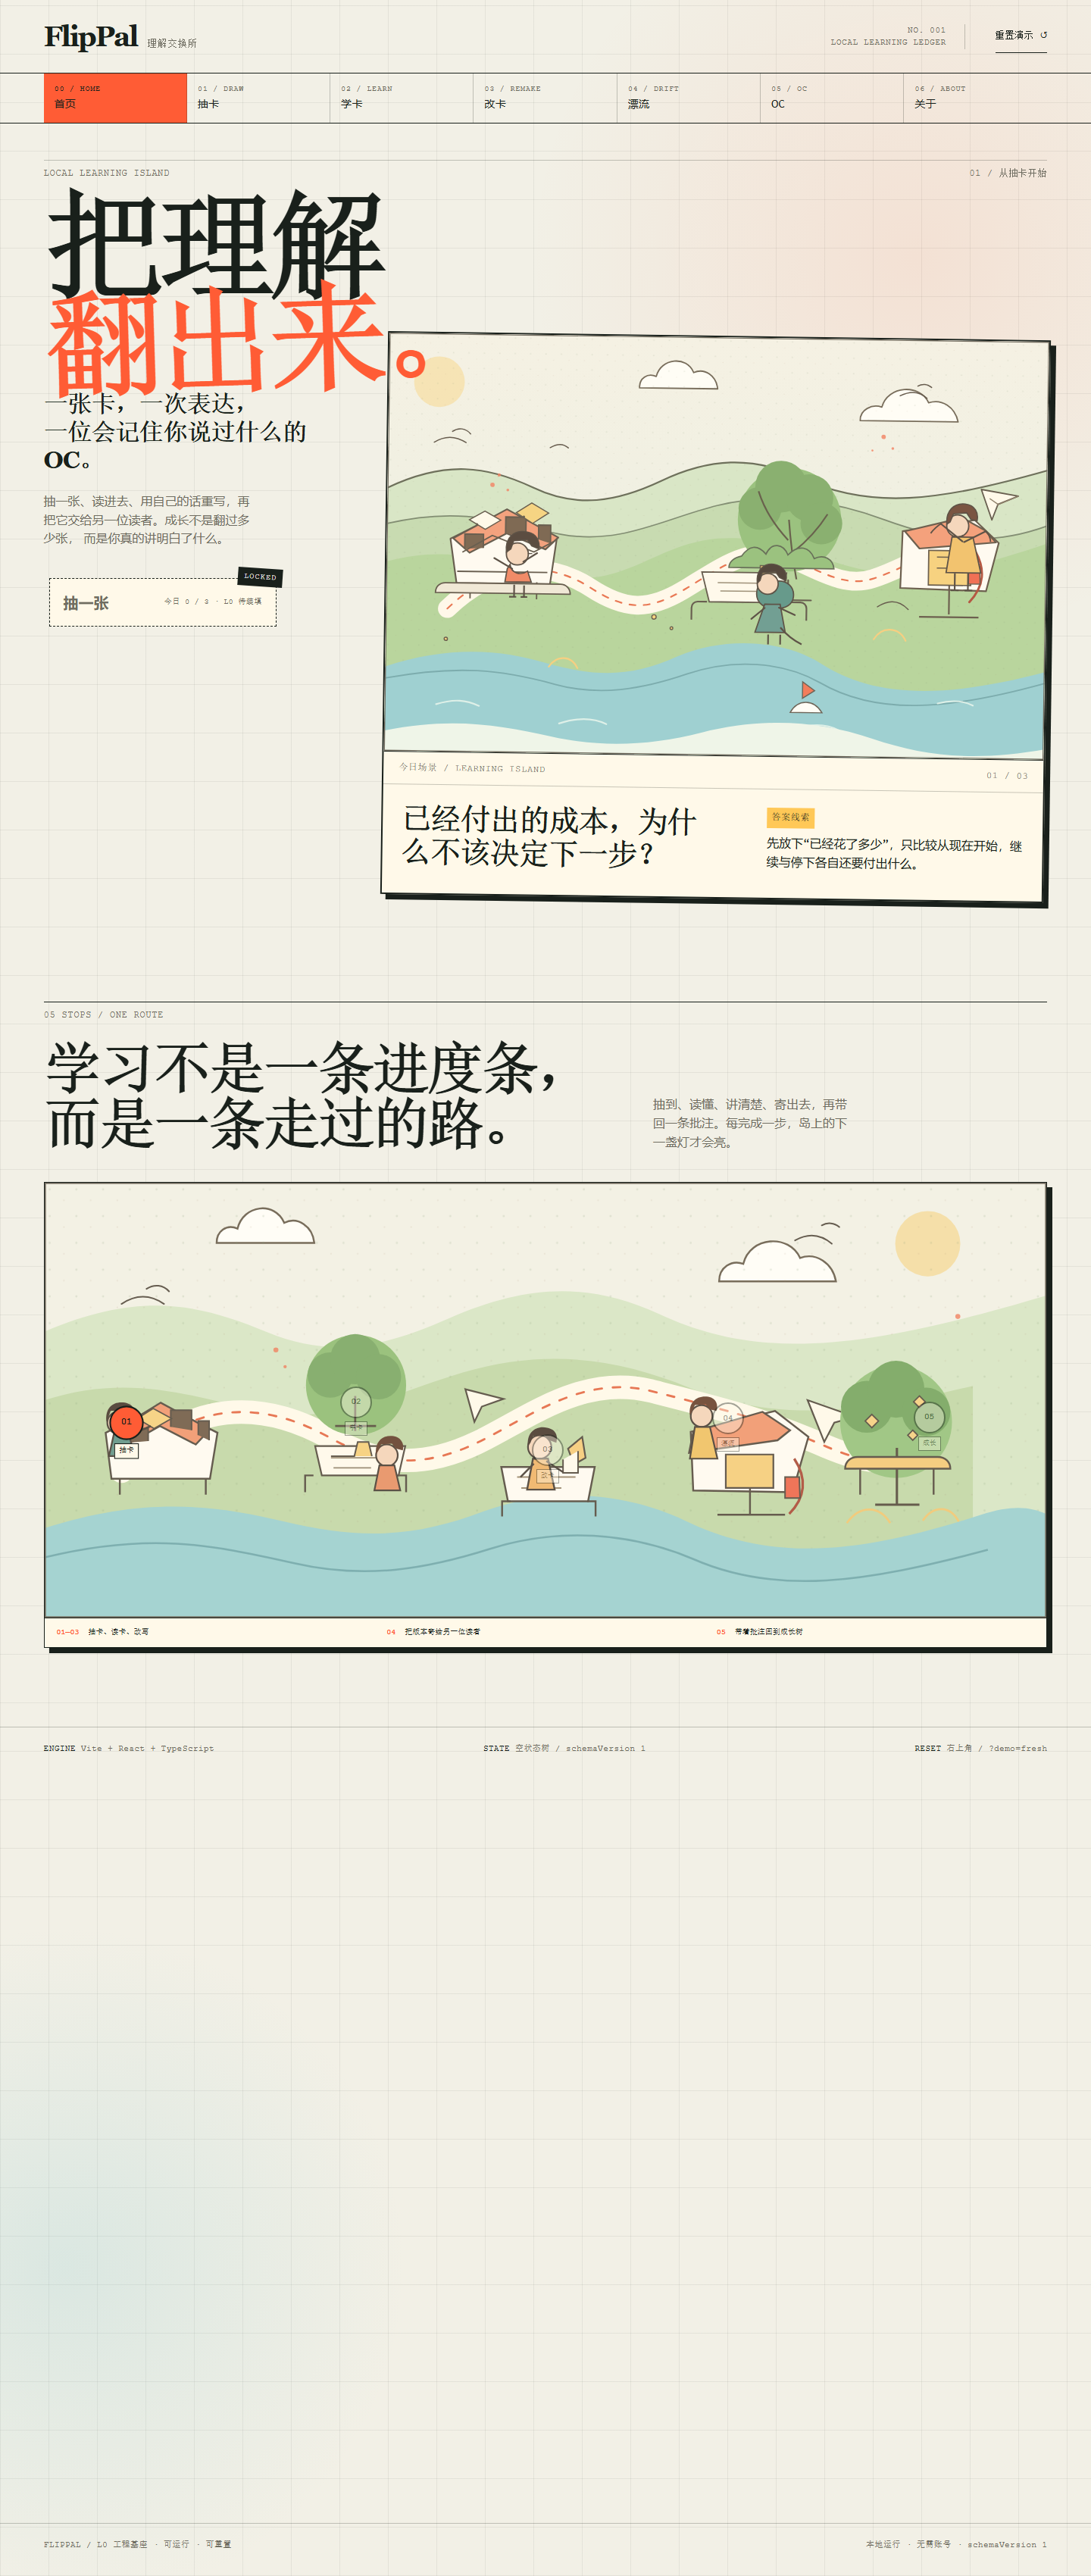 FlipPal 理解交换所
NO. 001
LOCAL LEARNING LEDGER
重置演示 ↺
00 / HOME
首页
01 / DRAW
抽卡
02 / LEARN
学卡
03 / REMAKE
改卡
04 / DRIFT
漂流
05 / OC
OC
06 / ABOUT
关于
LOCAL LEARNING ISLAND
01 / 从抽卡开始
把理解
翻出来。
一张卡，一次表达，
一位会记住你说过什么的
OC。
抽一张、读进去、用自己的话重写，再
把它交给另一位读者。成长不是翻过多
少张， 而是你真的讲明白了什么。
LOCKED
抽一张
今日 0 / 3 · L0 待续填
今日场景 / LEARNING ISLAND
01 / 03
已经付出的成本，为什
么不该决定下一步？
答案线索
先放下“已经花了多少”，只比较从现在开始，继
续与停下各自还要付出什么。
05 STOPS / ONE ROUTE
学习不是一条进度条，
而是一条走过的路。
抽到、读懂、讲清楚、寄出去，再带
回一条批注。每完成一步，岛上的下
一盏灯才会亮。
01
抽卡
02
03
04
漂流
05
成长
01—03 抽卡、读卡、改写
04 把版本寄给另一位读者
05 带着批注回到成长树
ENGINE Vite + React + TypeScript
STATE 空状态树 / schemaVersion 1
RESET 右上角 / ?demo=fresh
FLIPPAL / L0 工程基座 · 可运行 · 可重置
本地运行 · 无需账号 · schemaVersion 1